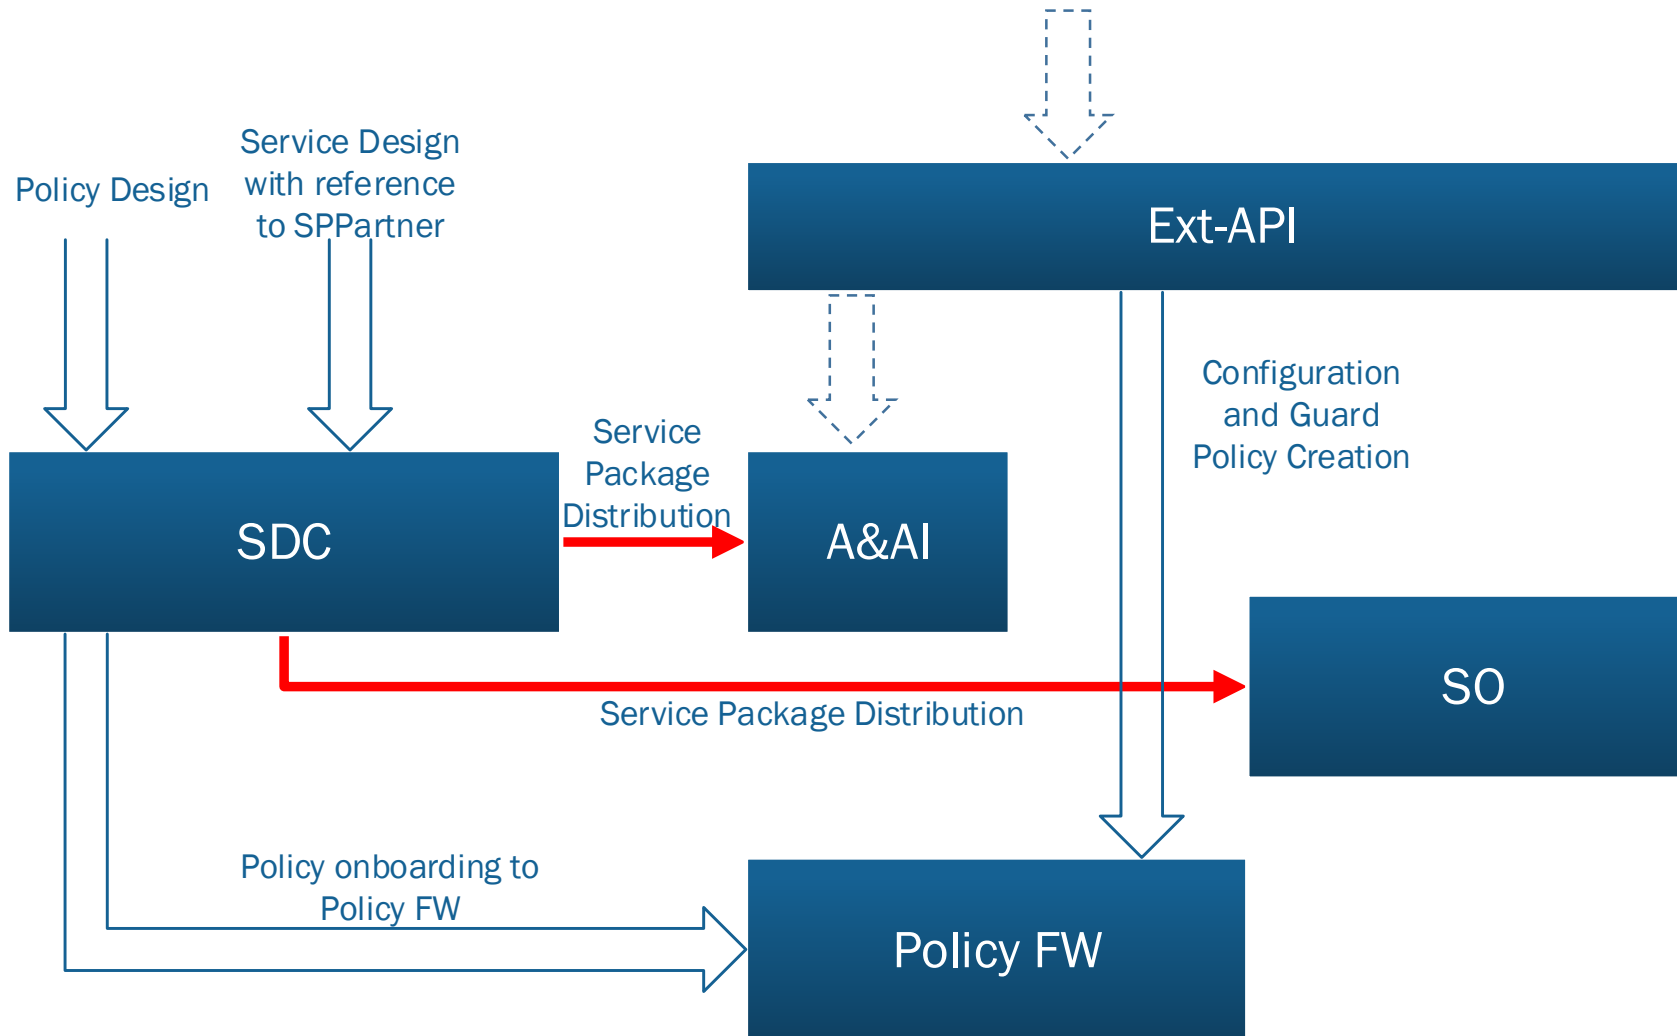 Policy Design
Service Design
with reference
to SPPartner
Ext-API
Configuration
and Guard
Policy Creation
Service
Package
Distribution
SDC
A&AI
SO
Service Package Distribution
Policy onboarding to
Policy FW
Policy FW